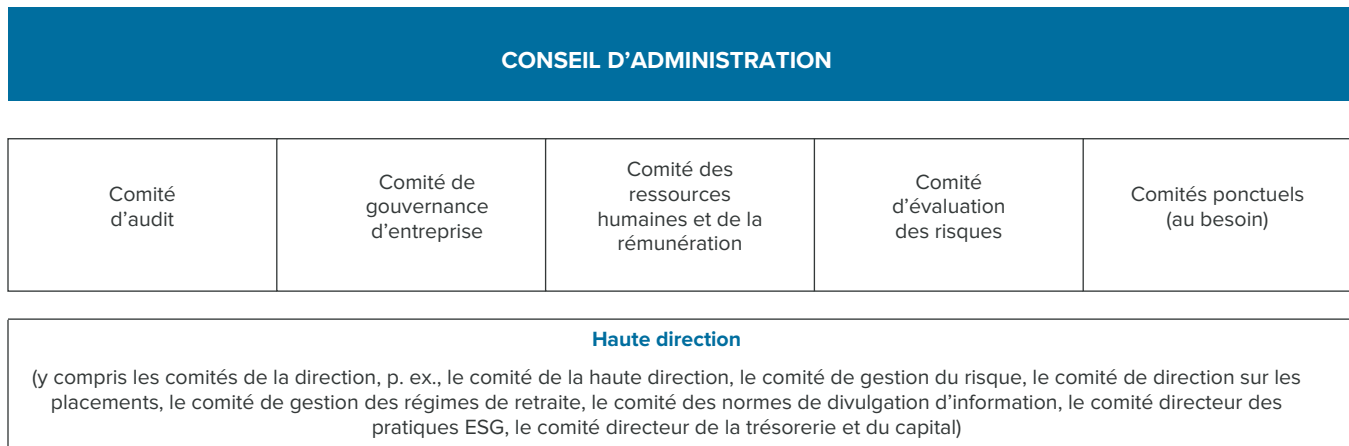 CONSEIL D’ADMINISTRATION
Comité
d’audit
Comité de
gouvernance
d’entreprise
Comité des
ressources
humaines et de la
rémunération
Comité
d’évaluation
des risques
Comités ponctuels
(au besoin)
Haute direction
(y compris les comités de la direction, p. ex., le comité de la haute direction, le comité de gestion du risque, le comité de direction sur les
placements, le comité de gestion des régimes de retraite, le comité des normes de divulgation d’information, le comité directeur des
pratiques ESG, le comité directeur de la trésorerie et du capital)